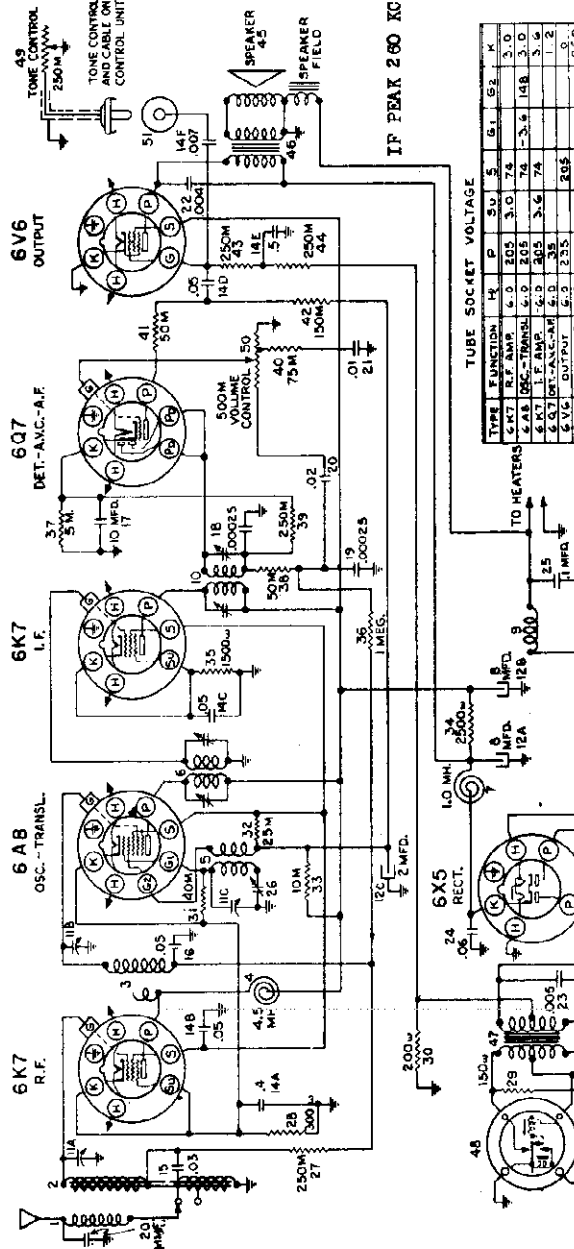 6K7
R.F.
6A8
OSC.-TRANSL.
6K7
I.F.
6Q7
DET.-A.V.C.-A.F.
6V6
OUTPUT
49
TONE CONTROL
250M
TONE CONTROL
AND CABLE ON
CONTROL UNIT
SPEAKER
45
SPEAKER
FIELD
46
51
14F
.007
22
.004
250M
43
14E
.5
250M
44
.05
14D
41
50M
42
150M
50
500M
VOLUME
CONTROL
40
75M
.01
21
.02
20
37
5M.
10 MFD.
17
18
.00025
250M
39
10
50M
38
19
.00025
36
1 MEG.
35
1500ω
.05
14C
6
32
25M
5
40M
31
11C
26
10M
33
12C
2 MFD.
11B
.05
16
3
4
4.5
MH
14B
.05
.4
14A
28
300ω
11A
2
1
20
MMF.
15
.03
250M
27
200ω
30
IF PEAK 260 KC
1.0 MH.
34
2500ω
8
MFD.
12A
8
MFD.
12B
6X5
RECT.
24
.06
47
.005
23
150ω
29
48
9
25
.1 MFD.
TO HEATERS
TUBE SOCKET VOLTAGE
TYPE FUNCTION H P SU S G1 G2 K
6K7 R.F. AMP. 6.0 205 3.0 74 3.0
6A8 OSC.-TRANSL 6.0 205 74 -3.6 148 3.0
6K7 I.F. AMP. 6.0 205 3.6 74 3.6
6Q7 DET.-A.V.C.-A.F. 6.0 35 1.2
6V6 OUTPUT 6.0 235 205 0